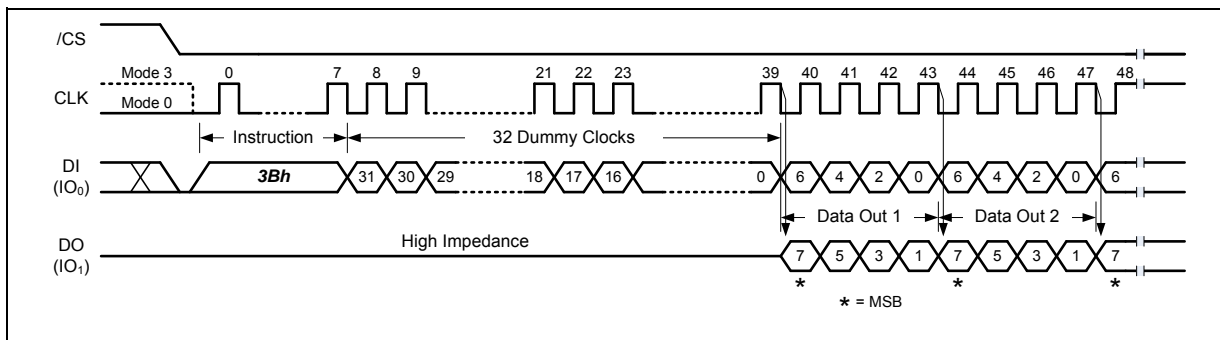 /CS
Mode 3 0 7 8 9 21 22 23 39 40 41 42 43 44 45 46 47 48
CLK
Mode 0
Instruction 32 Dummy Clocks
DI
(IO₀)
3Bh 31 30 29 18 17 16 0 6 4 2 0 6 4 2 0 6
Data Out 1 Data Out 2
High Impedance
DO
(IO₁)
7 5 3 1 7 5 3 1 7
* * *
* = MSB